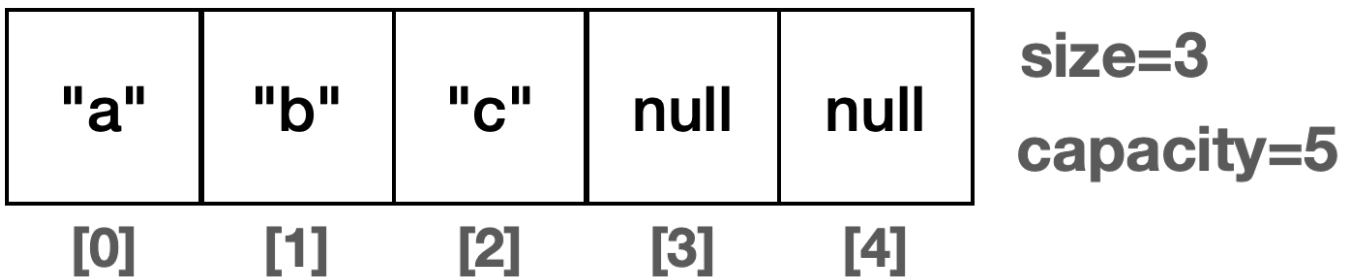 "a" "b" "c" null null
size=3
capacity=5
[0] [1] [2] [3] [4]